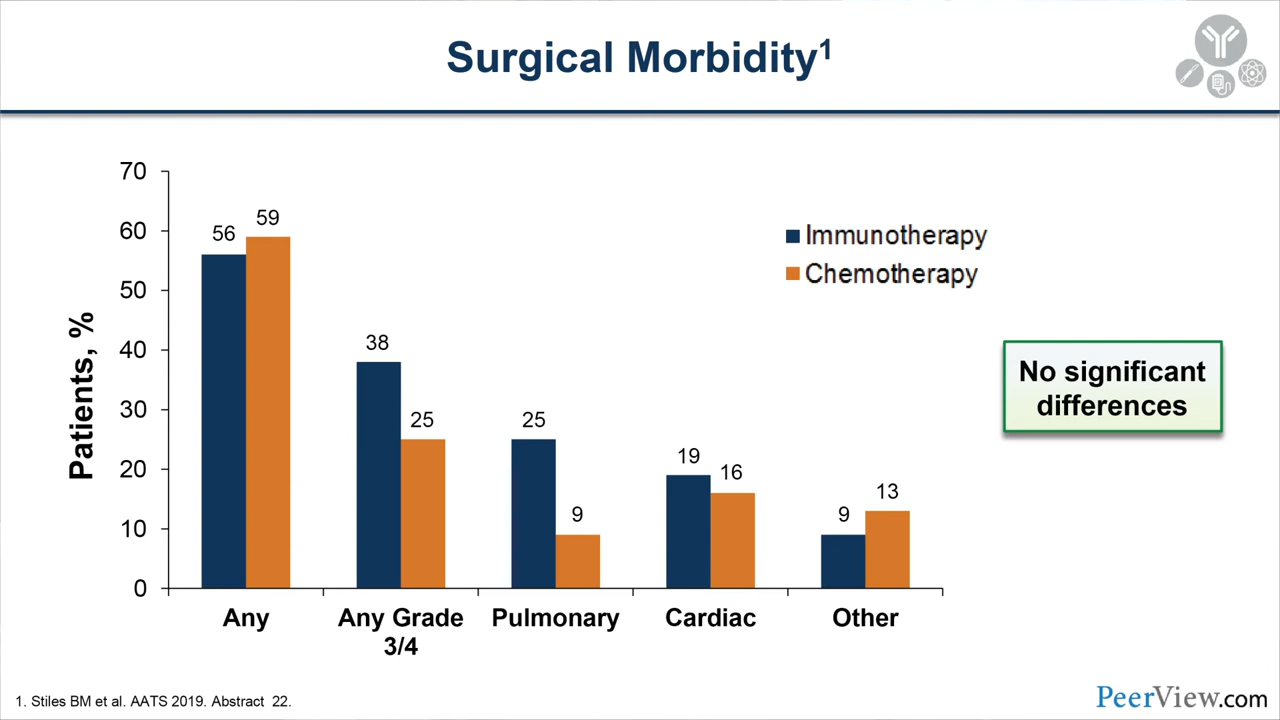 Surgical Morbidity1
70
60
50
40
30
20
10
0
Patients, %
56
59
38
25
25
9
19
16
9
13
Any
Any Grade
3/4
Pulmonary
Cardiac
Other
Immunotherapy
Chemotherapy
No significant
differences
1. Stiles BM et al. AATS 2019. Abstract 22.
PeerView.com